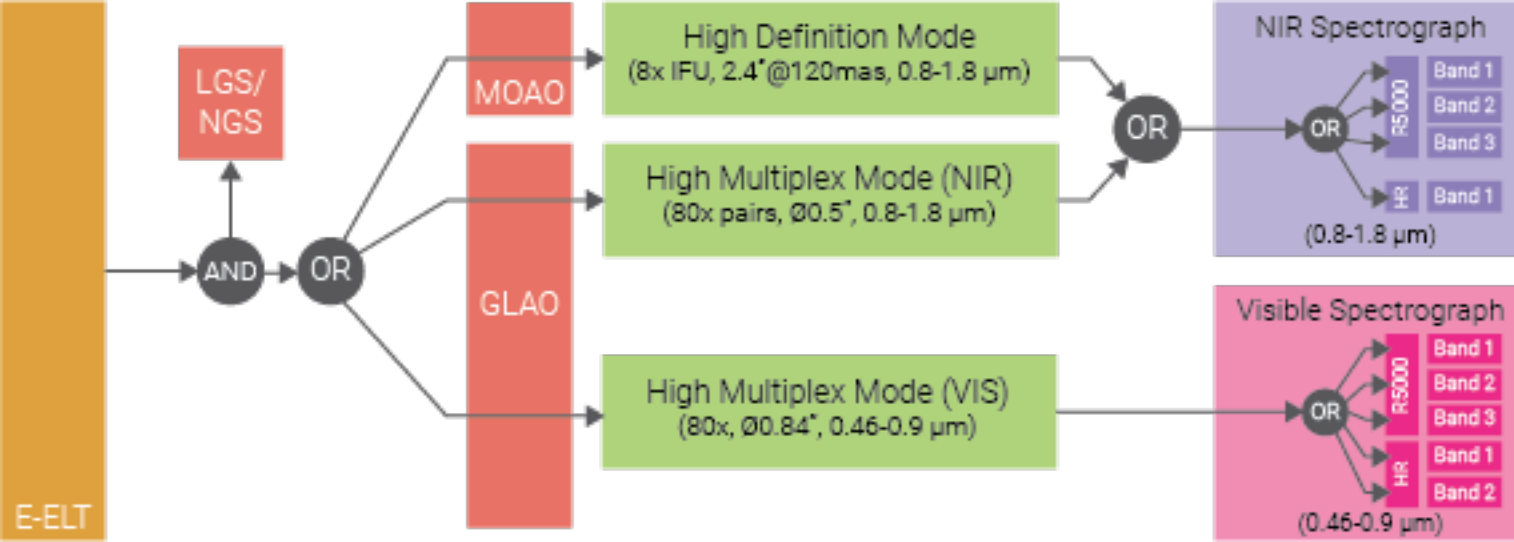 E-ELT
LGS/
NGS
AND
OR
MOAO
GLAO
High Definition Mode
(8x IFU, 2.4"@120mas, 0.8-1.8 µm)
High Multiplex Mode (NIR)
(80x pairs, Ø0.5", 0.8-1.8 µm)
High Multiplex Mode (VIS)
(80x, Ø0.84", 0.46-0.9 µm)
OR
NIR Spectrograph
OR
R5000
Band 1
Band 2
Band 3
HR
Band 1
(0.8-1.8 µm)
Visible Spectrograph
OR
R5000
Band 1
Band 2
Band 3
HR
Band 1
Band 2
(0.46-0.9 µm)